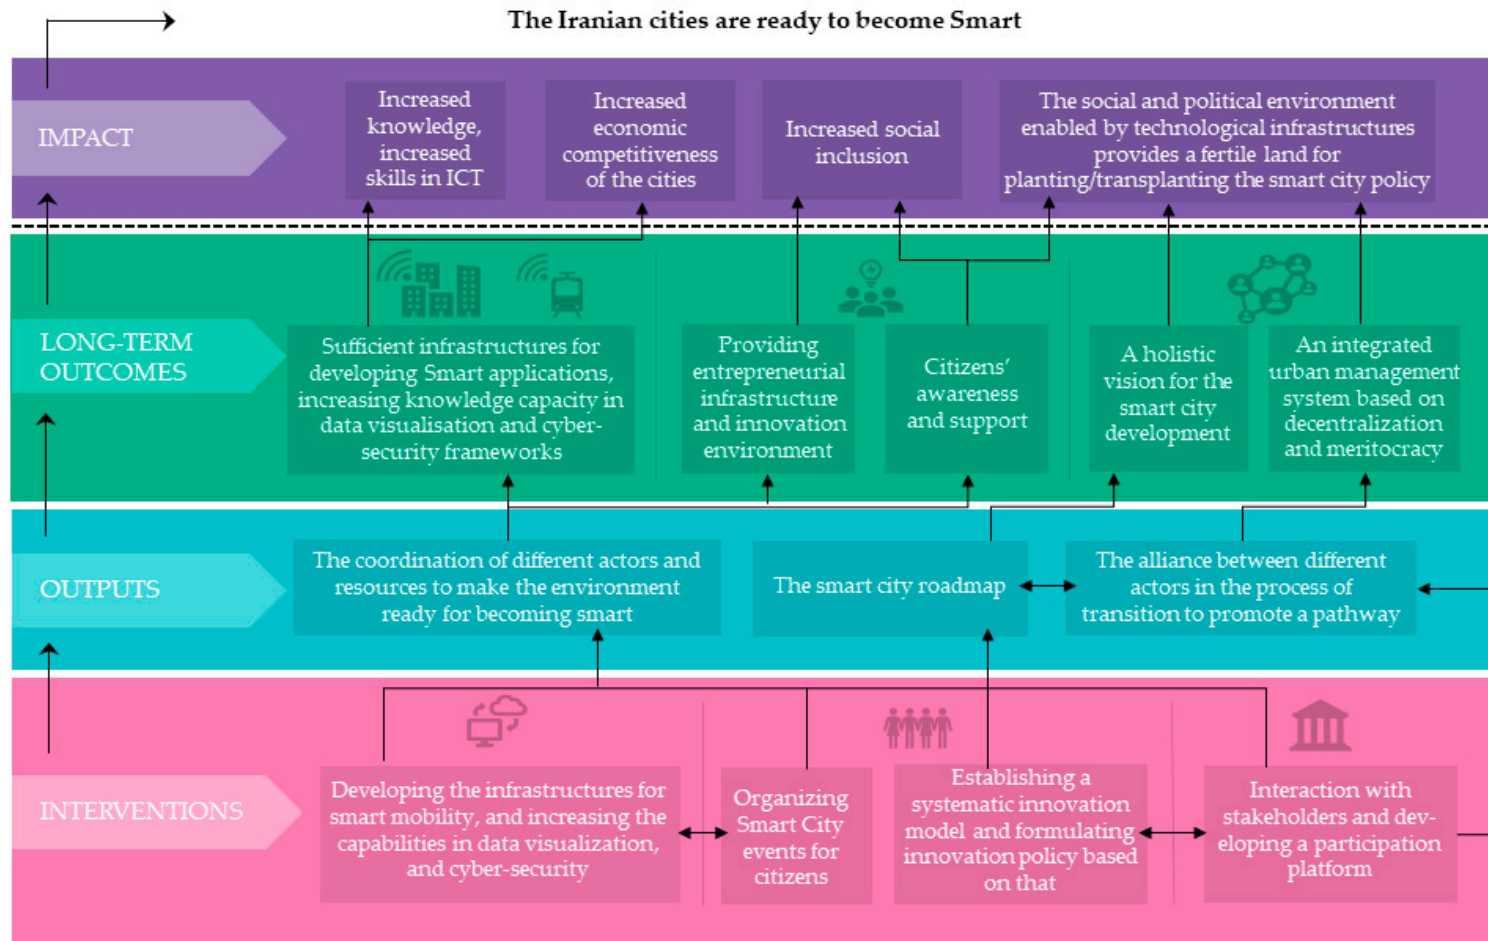 The Iranian cities are ready to become Smart
IMPACT
Increased
knowledge,
increased
skills in ICT
Increased
economic
competitiveness
of the cities
Increased social
inclusion
The social and political environment
enabled by technological infrastructures
provides a fertile land for
planting/transplanting the smart city policy
LONG-TERM
OUTCOMES
Sufficient infrastructures for
developing Smart applications,
increasing knowledge capacity in
data visualisation and cyber-
security frameworks
Providing
entrepreneurial
infrastructure
and innovation
environment
Citizens’
awareness
and support
A holistic
vision for the
smart city
development
An integrated
urban management
system based on
decentralization
and meritocracy
OUTPUTS
The coordination of different actors and
resources to make the environment
ready for becoming smart
The smart city roadmap
The alliance between different
actors in the process of
transition to promote a pathway
INTERVENTIONS
Developing the infrastructures for
smart mobility, and increasing the
capabilities in data visualization,
and cyber-security
Organizing
Smart City
events for
citizens
Establishing a
systematic innovation
model and formulating
innovation policy based
on that
Interaction with
stakeholders and dev-
eloping a participation
platform